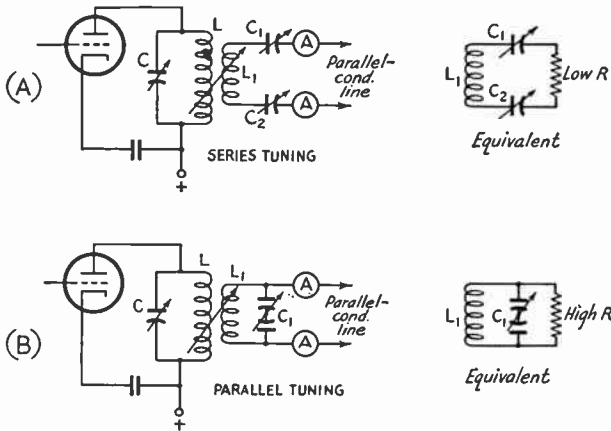 (A)
C
L
L1
C1
A
Parallel-
cond.
line
C2
A
+
SERIES TUNING
L1
C1
C2
Low R
Equivalent
(B)
C
L
L1
C1
A
Parallel-
cond.
line
A
+
PARALLEL TUNING
L1
C1
High R
Equivalent